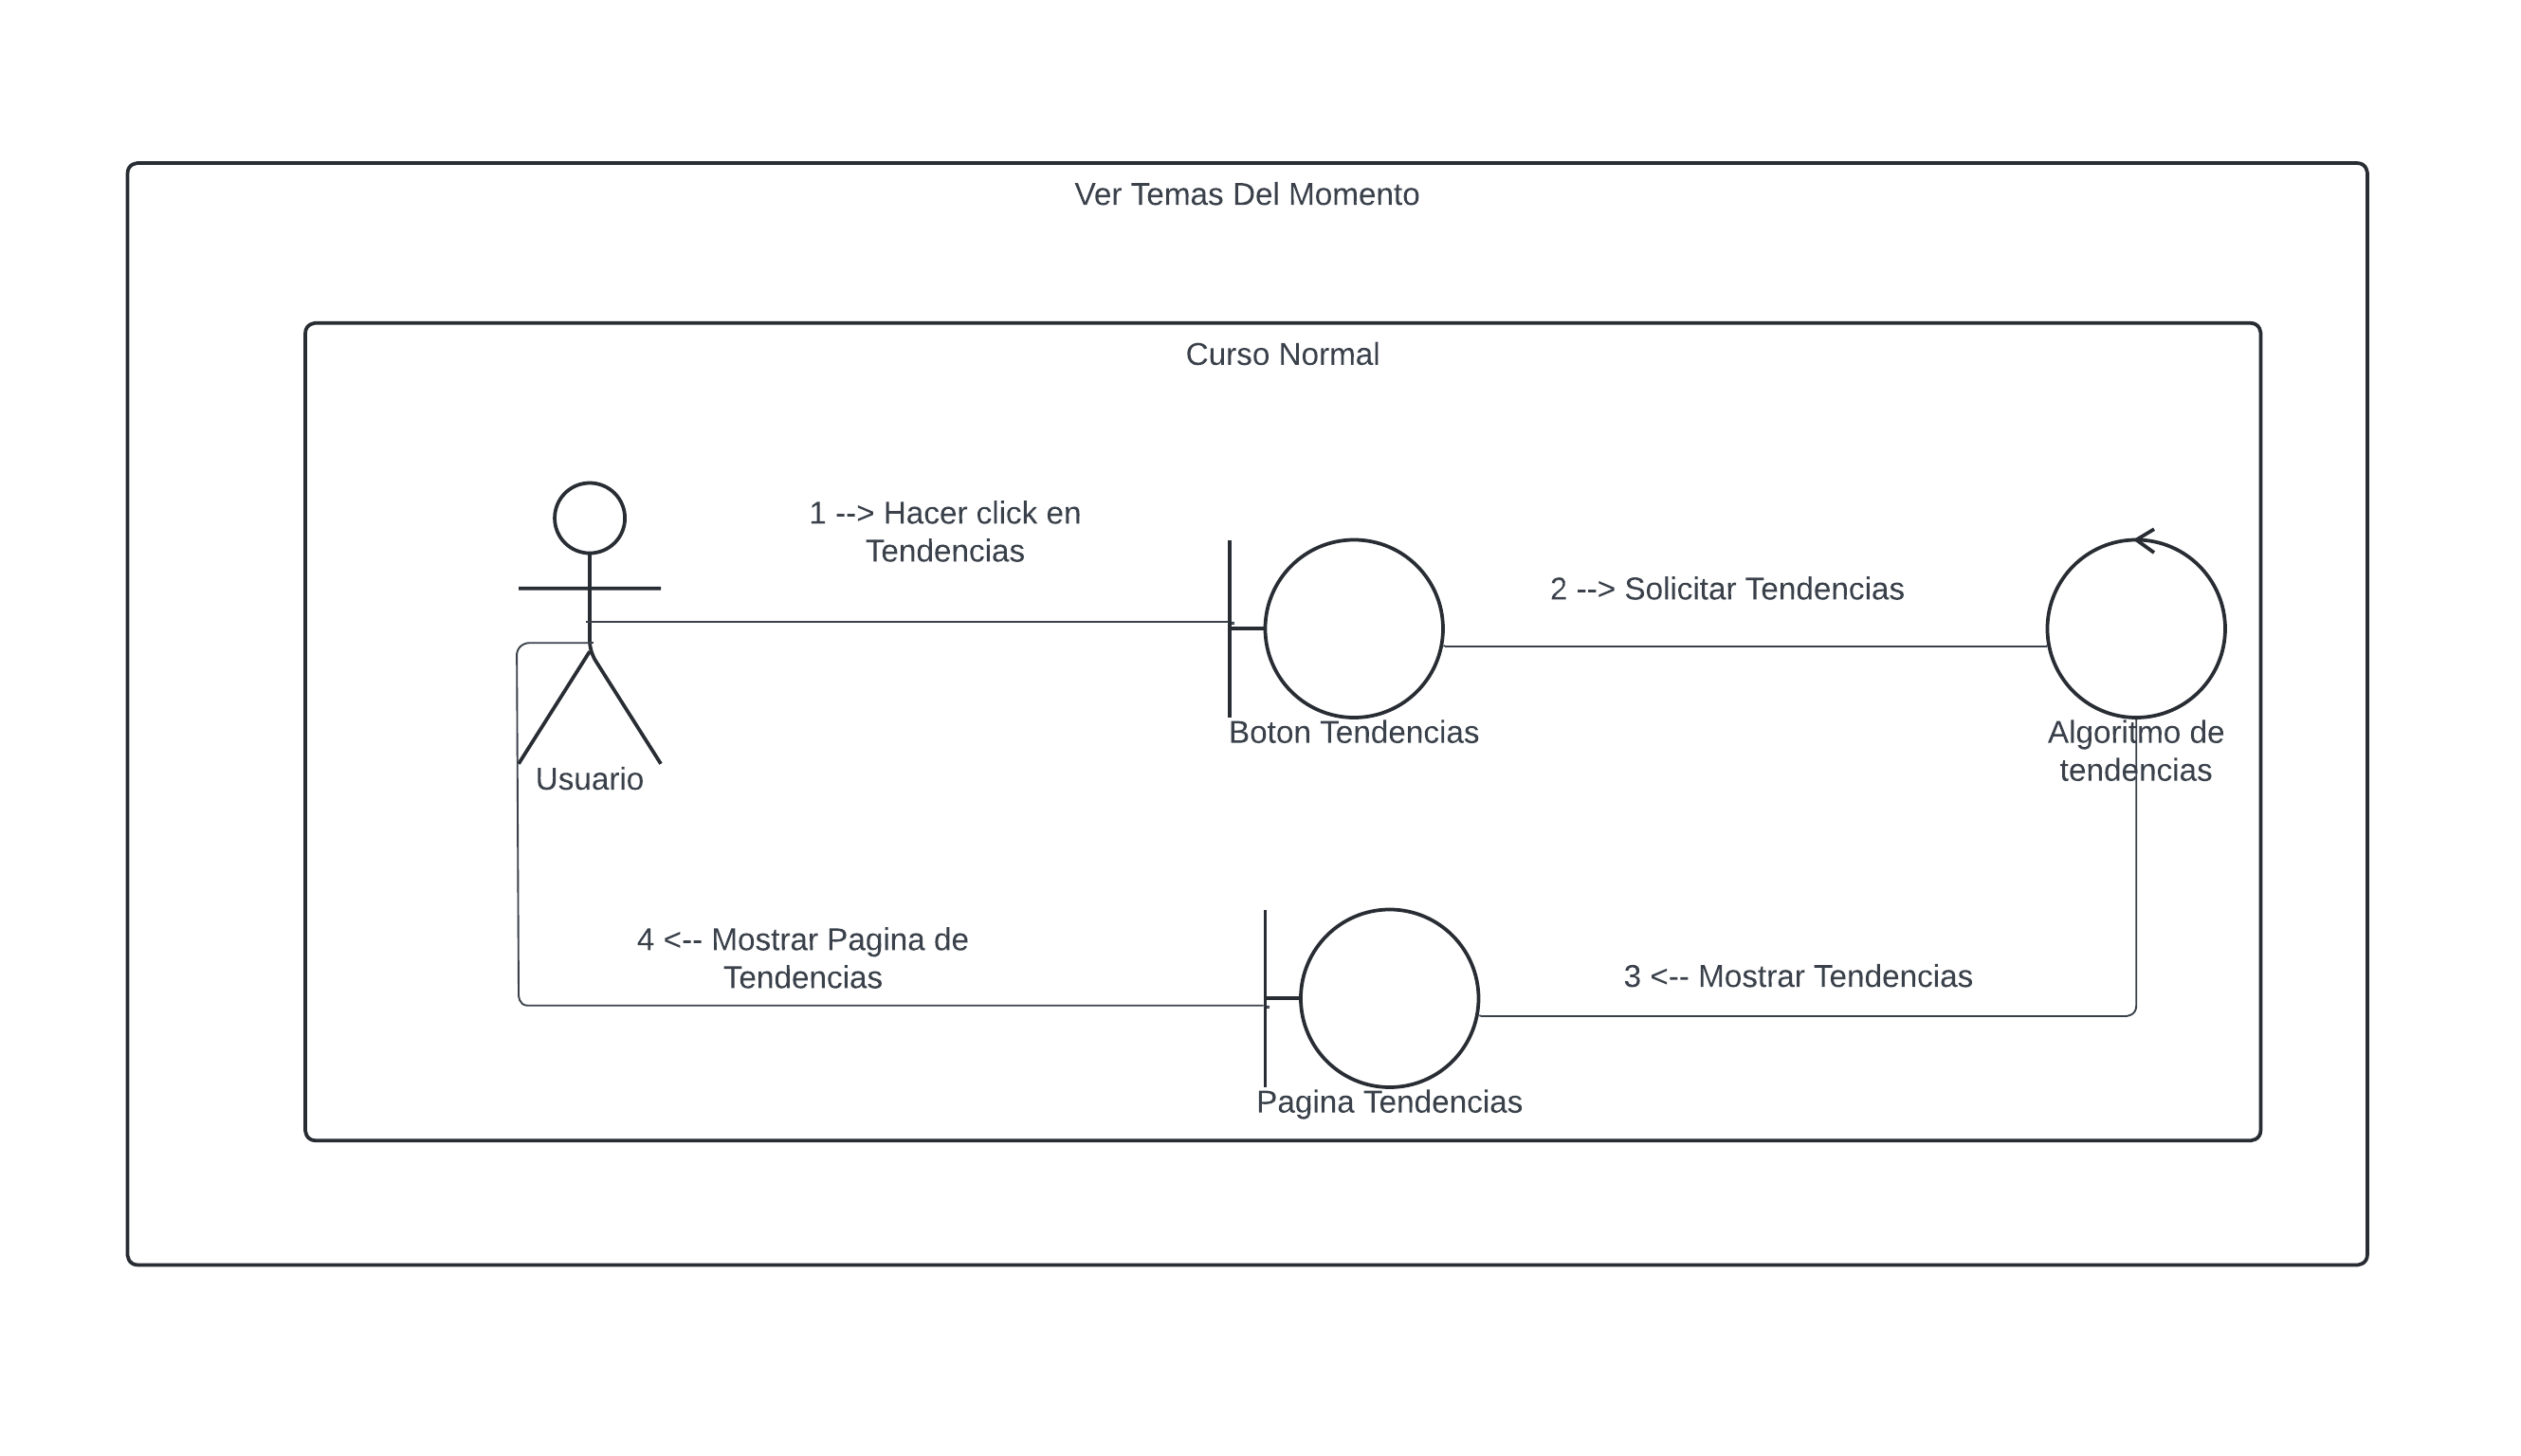 Ver Temas Del Momento
Curso Normal
1 --> Hacer click en
Tendencias
2 --> Solicitar Tendencias
Boton Tendencias
Algoritmo de
tendencias
Usuario
4 <-- Mostrar Pagina de
Tendencias
3 <-- Mostrar Tendencias
Pagina Tendencias